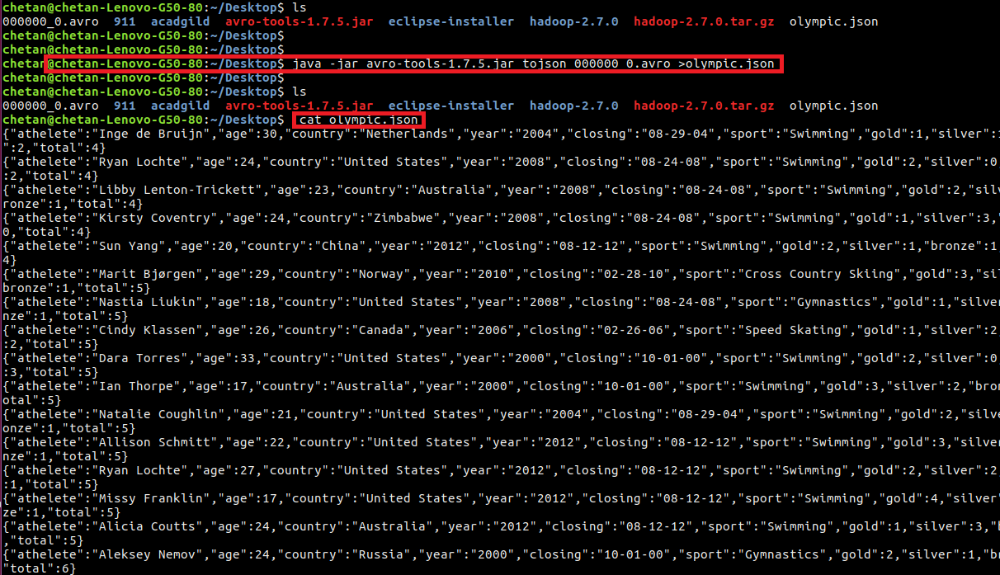 chetan@chetan-Lenovo-G50-80:~/Desktop$ ls
000000_0.avro  911  acadgild  avro-tools-1.7.5.jar  eclipse-installer  hadoop-2.7.0  hadoop-2.7.0.tar.gz  olympic.json
chetan@chetan-Lenovo-G50-80:~/Desktop$
chetan@chetan-Lenovo-G50-80:~/Desktop$
chetan@chetan-Lenovo-G50-80:~/Desktop$ java -jar avro-tools-1.7.5.jar tojson 000000_0.avro >olympic.json
chetan@chetan-Lenovo-G50-80:~/Desktop$
chetan@chetan-Lenovo-G50-80:~/Desktop$ ls
000000_0.avro  911  acadgild  avro-tools-1.7.5.jar  eclipse-installer  hadoop-2.7.0  hadoop-2.7.0.tar.gz  olympic.json
chetan@chetan-Lenovo-G50-80:~/Desktop$ cat olympic.json
{"athelete":"Inge de Bruijn","age":30,"country":"Netherlands","year":"2004","closing":"08-29-04","sport":"Swimming","gold":1,"silver":1
":2,"total":4}
{"athelete":"Ryan Lochte","age":24,"country":"United States","year":"2008","closing":"08-24-08","sport":"Swimming","gold":2,"silver":0
:2,"total":4}
{"athelete":"Libby Lenton-Trickett","age":23,"country":"Australia","year":"2008","closing":"08-24-08","sport":"Swimming","gold":2,"silv
ronze":1,"total":4}
{"athelete":"Kirsty Coventry","age":24,"country":"Zimbabwe","year":"2008","closing":"08-24-08","sport":"Swimming","gold":1,"silver":3,"
0,"total":4}
{"athelete":"Sun Yang","age":20,"country":"China","year":"2012","closing":"08-12-12","sport":"Swimming","gold":2,"silver":1,"bronze":1
4}
{"athelete":"Marit Bjørgen","age":29,"country":"Norway","year":"2010","closing":"02-28-10","sport":"Cross Country Skiing","gold":3,"sil
bronze":1,"total":5}
{"athelete":"Nastia Liukin","age":18,"country":"United States","year":"2008","closing":"08-24-08","sport":"Gymnastics","gold":1,"silver
nze":1,"total":5}
{"athelete":"Cindy Klassen","age":26,"country":"Canada","year":"2006","closing":"02-26-06","sport":"Speed Skating","gold":1,"silver":2
:2,"total":5}
{"athelete":"Dara Torres","age":33,"country":"United States","year":"2000","closing":"10-01-00","sport":"Swimming","gold":2,"silver":0
:3,"total":5}
{"athelete":"Ian Thorpe","age":17,"country":"Australia","year":"2000","closing":"10-01-00","sport":"Swimming","gold":3,"silver":2,"bron
otal":5}
{"athelete":"Natalie Coughlin","age":21,"country":"United States","year":"2004","closing":"08-29-04","sport":"Swimming","gold":2,"silve
onze":1,"total":5}
{"athelete":"Allison Schmitt","age":22,"country":"United States","year":"2012","closing":"08-12-12","sport":"Swimming","gold":3,"silver
nze":1,"total":5}
{"athelete":"Ryan Lochte","age":27,"country":"United States","year":"2012","closing":"08-12-12","sport":"Swimming","gold":2,"silver":2
:1,"total":5}
{"athelete":"Missy Franklin","age":17,"country":"United States","year":"2012","closing":"08-12-12","sport":"Swimming","gold":4,"silver"
ze":1,"total":5}
{"athelete":"Alicia Coutts","age":24,"country":"Australia","year":"2012","closing":"08-12-12","sport":"Swimming","gold":1,"silver":3,"b
,"total":5}
{"athelete":"Aleksey Nemov","age":24,"country":"Russia","year":"2000","closing":"10-01-00","sport":"Gymnastics","gold":2,"silver":1,"br
"total":6}